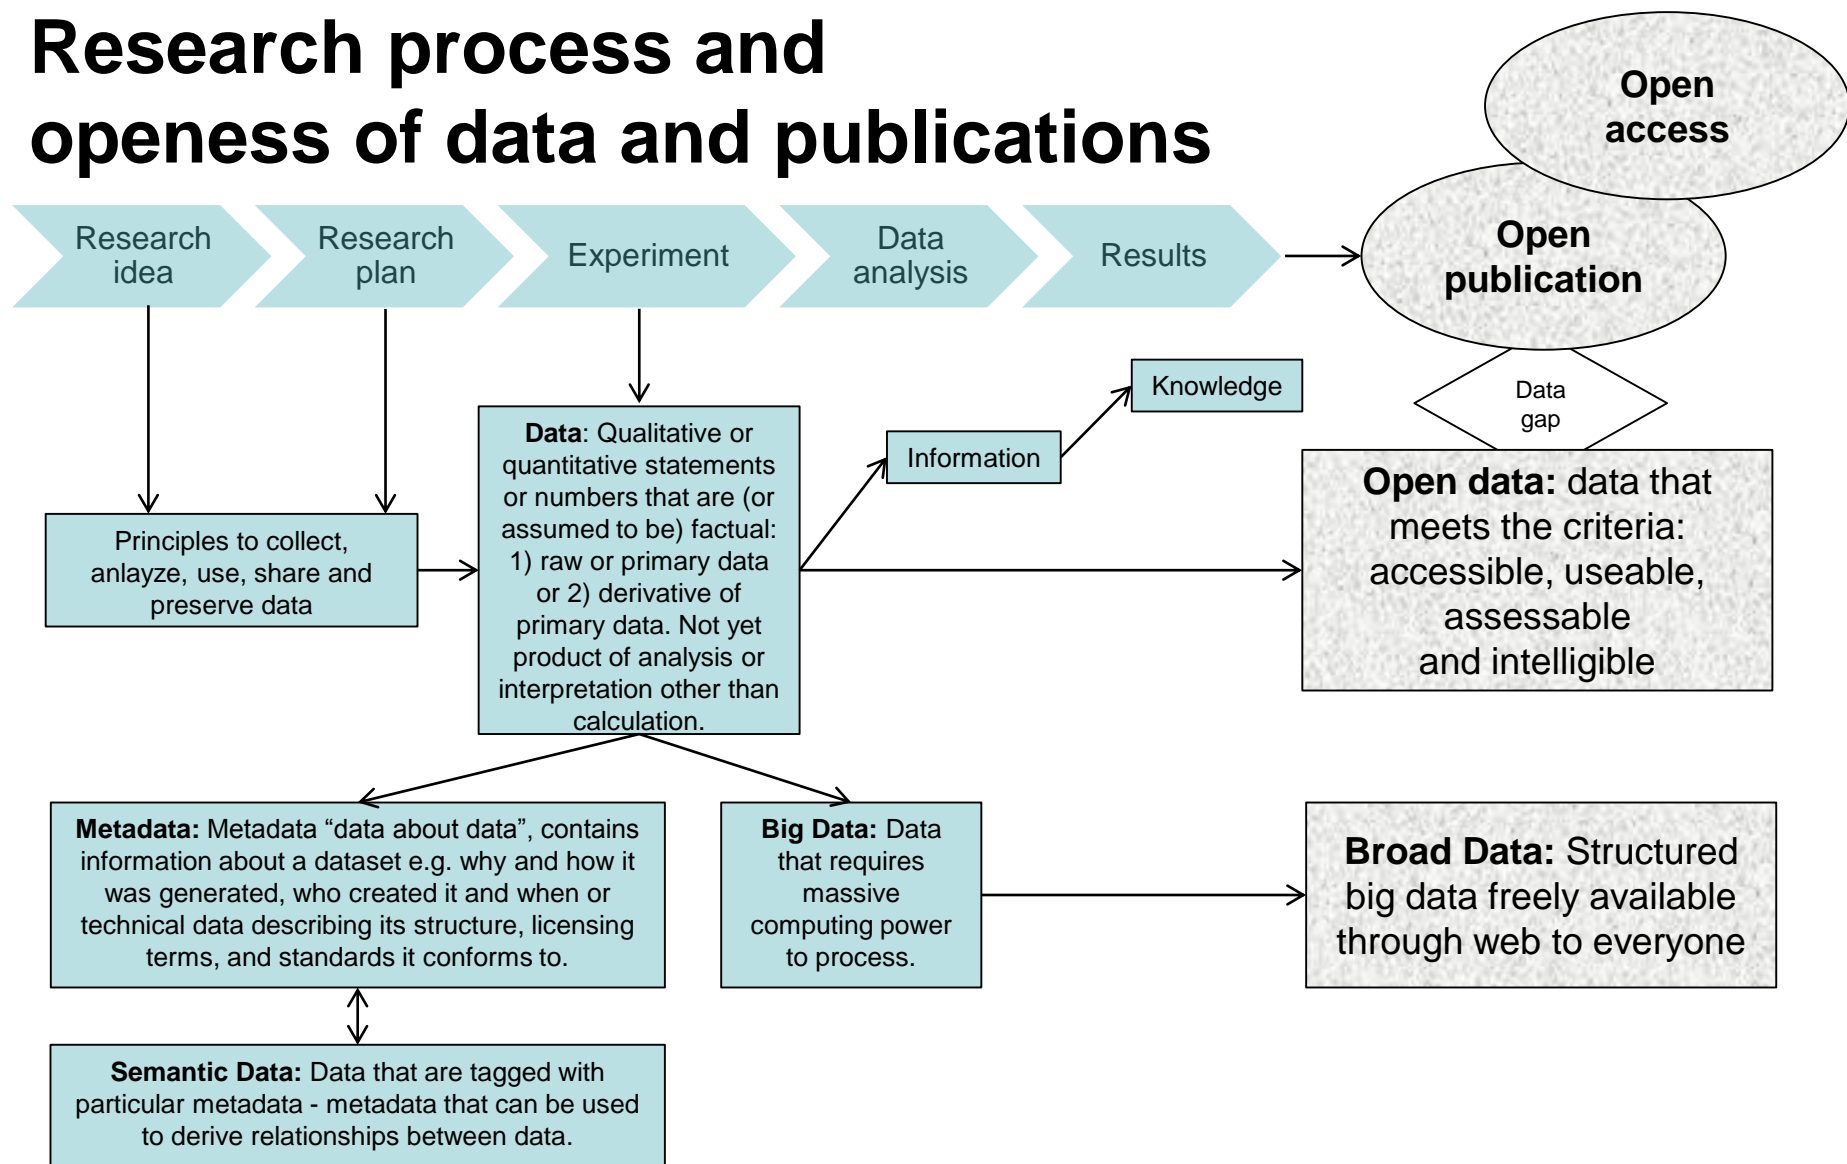 Research process and
openess of data and publications
Open
access
Research
idea
Research
plan
Experiment
Data
analysis
Results
Open
publication
Knowledge
Data
gap
Information
Data: Qualitative or
quantitative statements
or numbers that are (or
assumed to be) factual:
1) raw or primary data
or 2) derivative of
primary data. Not yet
product of analysis or
interpretation other than
calculation.
Principles to collect,
anlayze, use, share and
preserve data
Open data: data that
meets the criteria:
accessible, useable,
assessable
and intelligible
Metadata: Metadata “data about data”, contains
information about a dataset e.g. why and how it
was generated, who created it and when or
technical data describing its structure, licensing
terms, and standards it conforms to.
Big Data: Data
that requires
massive
computing power
to process.
Broad Data: Structured
big data freely available
through web to everyone
Semantic Data: Data that are tagged with
particular metadata - metadata that can be used
to derive relationships between data.